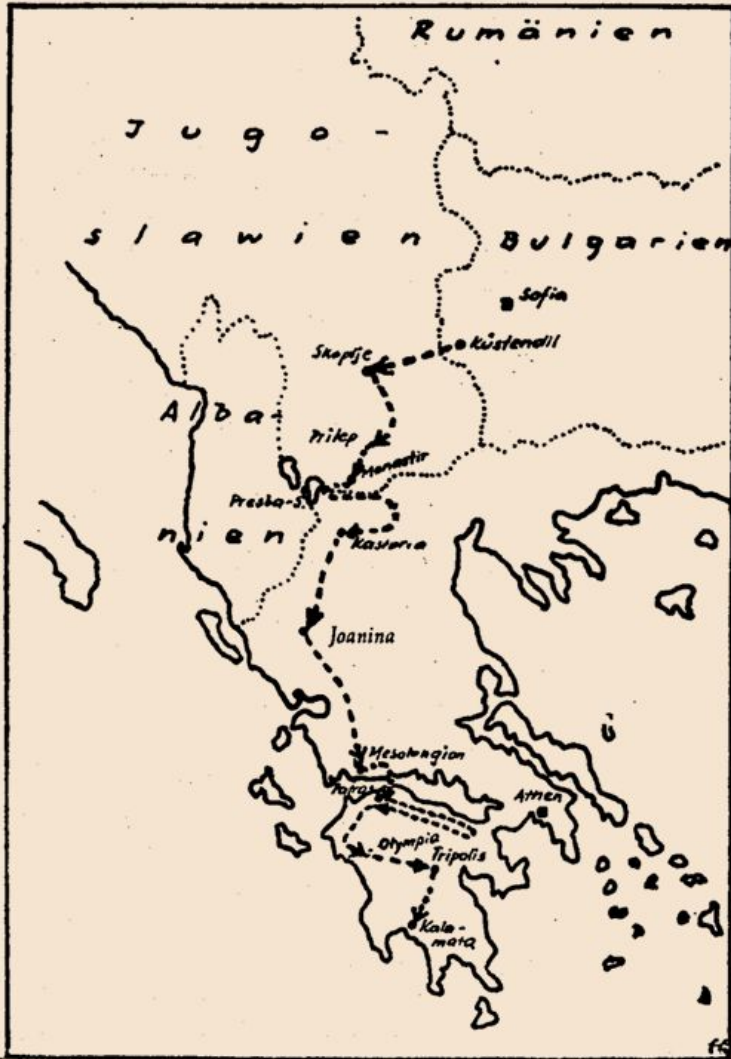 Rumänien
Jugo-
slawien
Bulgarien
Sofia
Küstendil
Skoplje
Alba-
Prilep
Monastir
Presba-S.
nien
Kastoria
Joanina
Mesolongion
Patras
Athen
Olympia
Tripolis
Kala-
mata